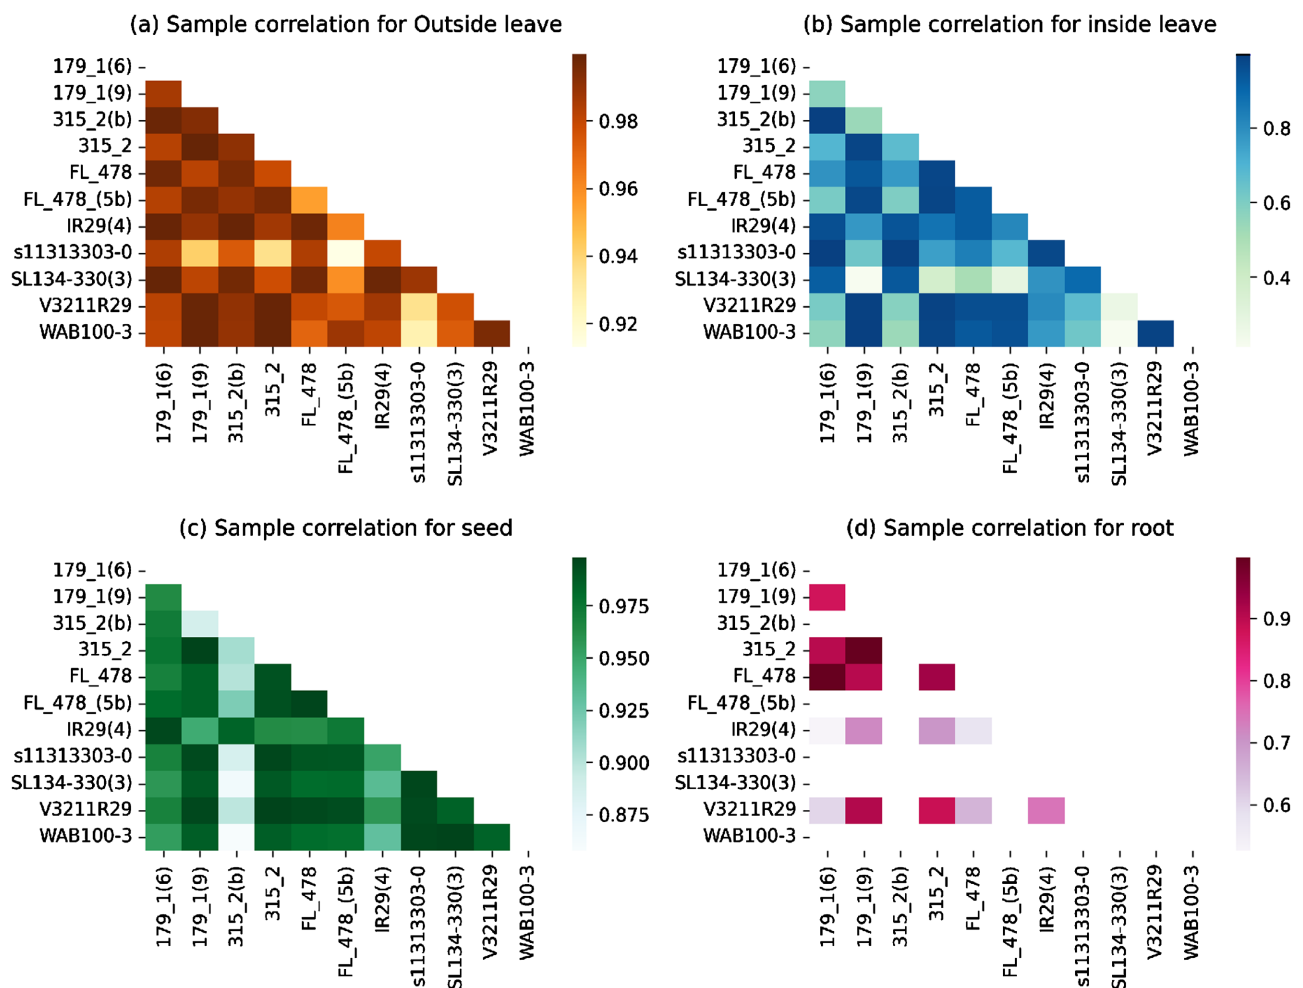 (a) Sample correlation for Outside leave
179_1(6)
179_1(9)
315_2(b)
315_2
FL_478
FL_478_(5b)
IR29(4)
s11313303-0
SL134-330(3)
V3211R29
WAB100-3
179_1(6)
179_1(9)
315_2(b)
315_2
FL_478
FL_478_(5b)
IR29(4)
s11313303-0
SL134-330(3)
V3211R29
WAB100-3
0.98
0.96
0.94
0.92
(b) Sample correlation for inside leave
179_1(6)
179_1(9)
315_2(b)
315_2
FL_478
FL_478_(5b)
IR29(4)
s11313303-0
SL134-330(3)
V3211R29
WAB100-3
179_1(6)
179_1(9)
315_2(b)
315_2
FL_478
FL_478_(5b)
IR29(4)
s11313303-0
SL134-330(3)
V3211R29
WAB100-3
0.8
0.6
0.4
(c) Sample correlation for seed
179_1(6)
179_1(9)
315_2(b)
315_2
FL_478
FL_478_(5b)
IR29(4)
s11313303-0
SL134-330(3)
V3211R29
WAB100-3
179_1(6)
179_1(9)
315_2(b)
315_2
FL_478
FL_478_(5b)
IR29(4)
s11313303-0
SL134-330(3)
V3211R29
WAB100-3
0.975
0.950
0.925
0.900
0.875
(d) Sample correlation for root
179_1(6)
179_1(9)
315_2(b)
315_2
FL_478
FL_478_(5b)
IR29(4)
s11313303-0
SL134-330(3)
V3211R29
WAB100-3
179_1(6)
179_1(9)
315_2(b)
315_2
FL_478
FL_478_(5b)
IR29(4)
s11313303-0
SL134-330(3)
V3211R29
WAB100-3
0.9
0.8
0.7
0.6